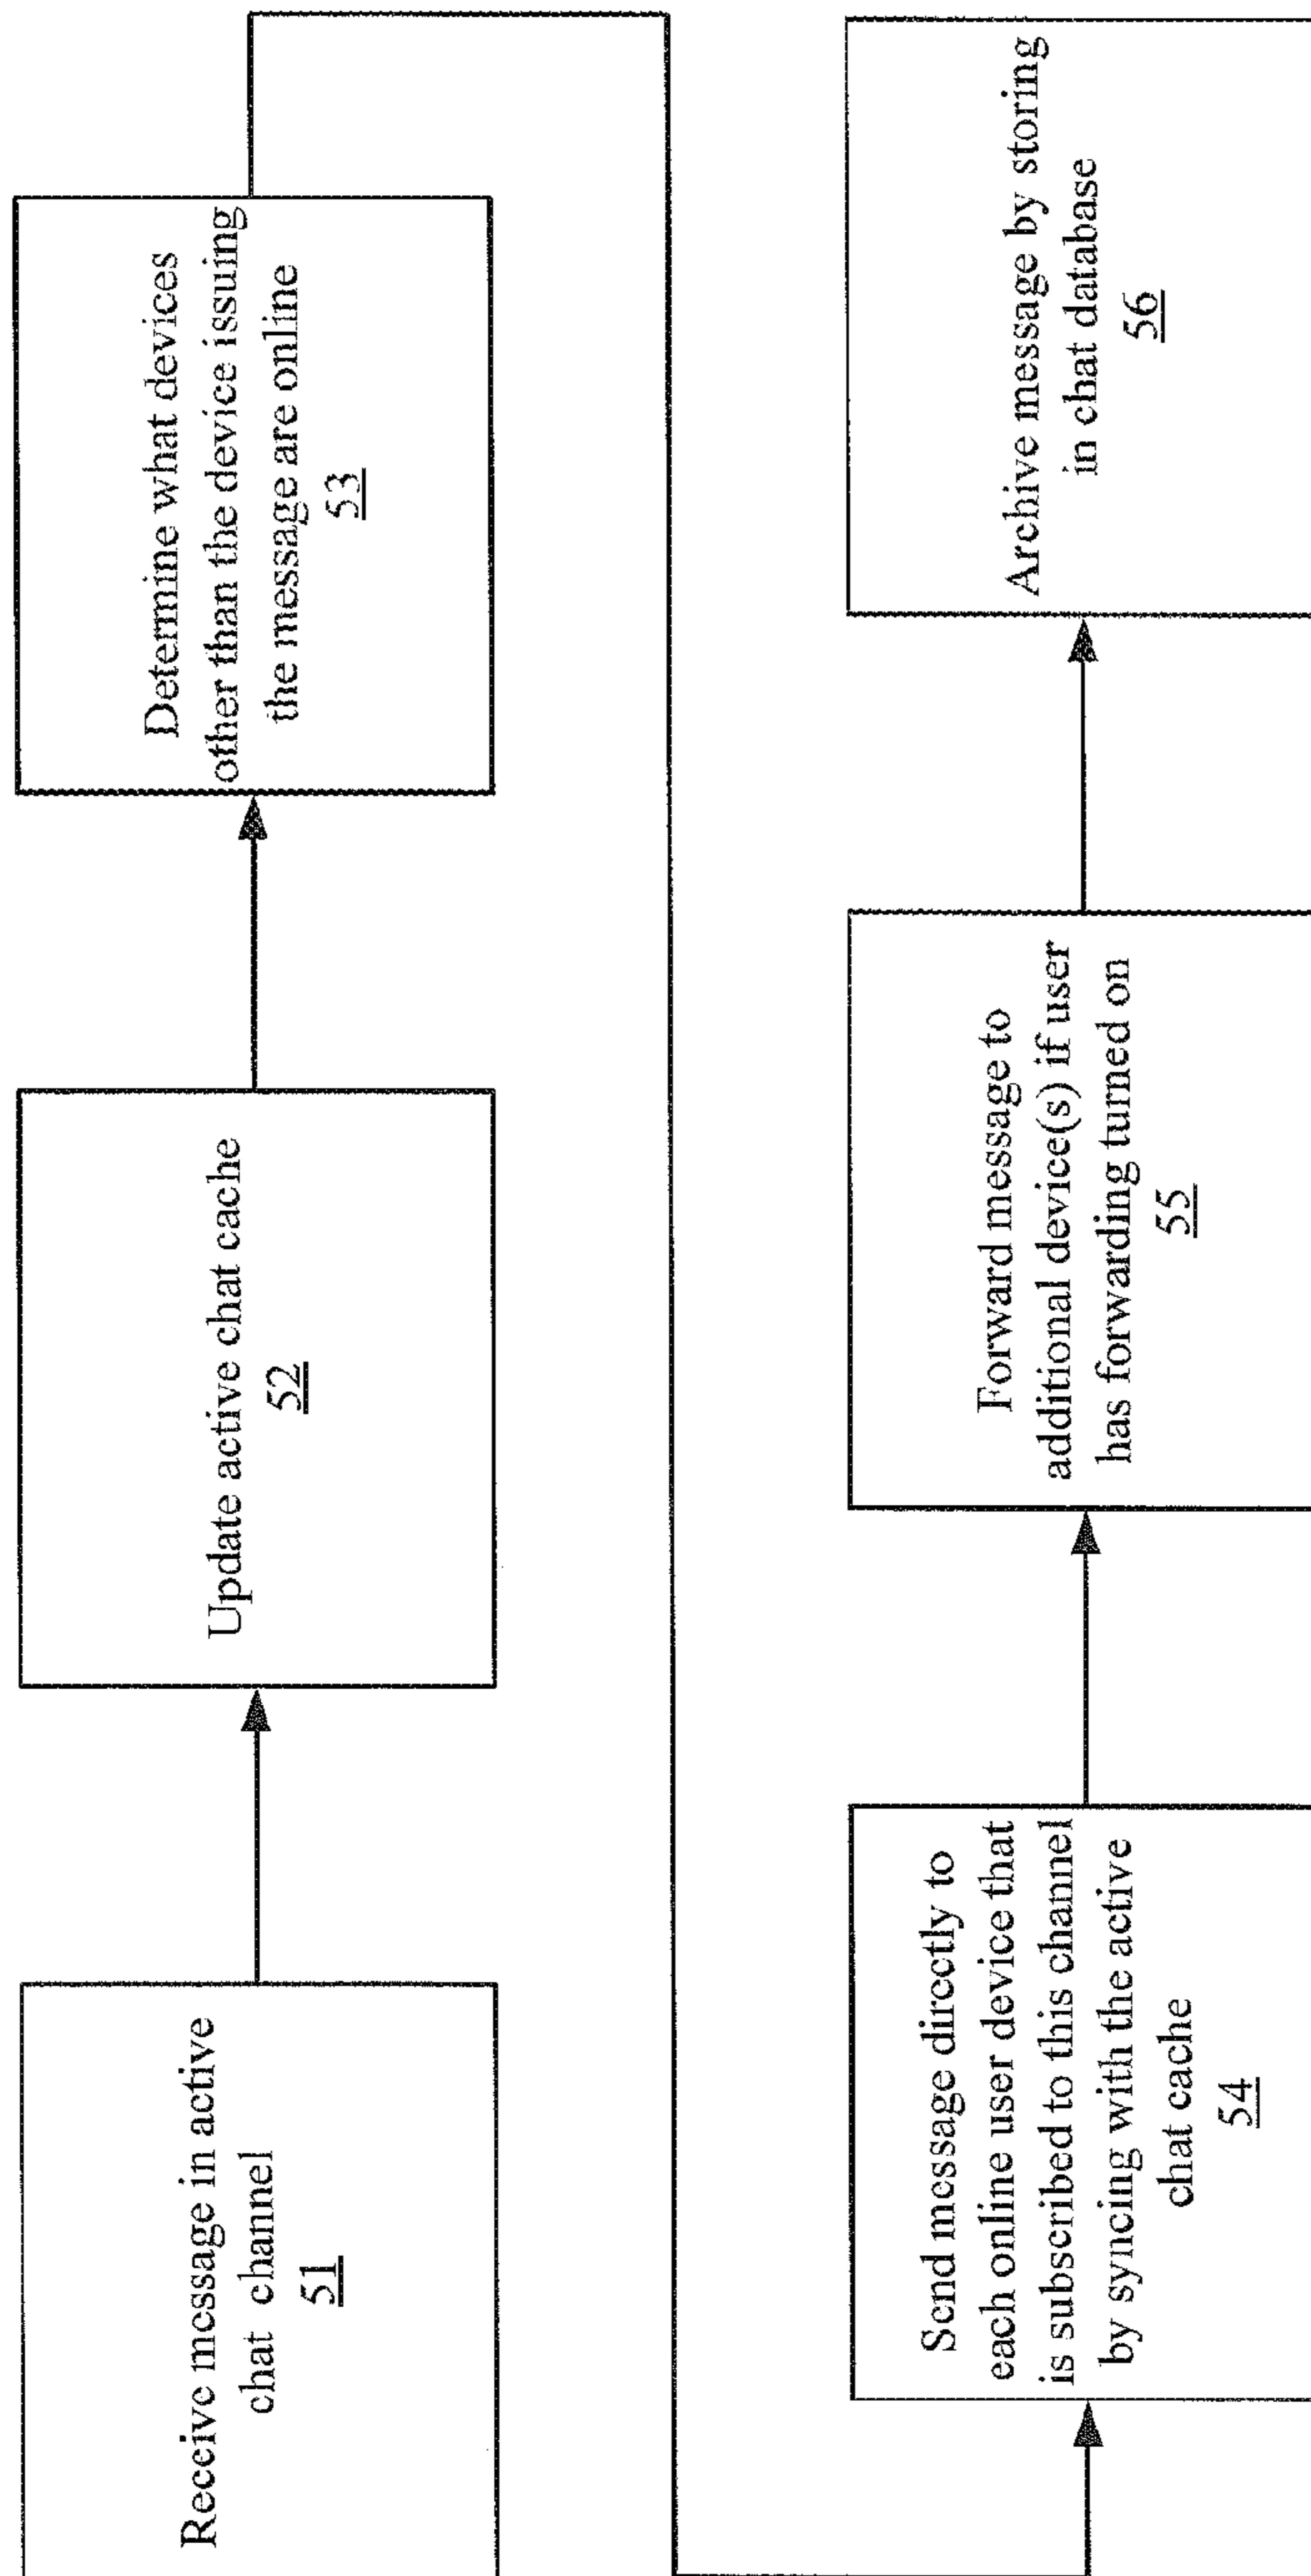 Receive message in active
chat channel
51
Update active chat cache
52
Determine what devices
other than the device issuing
the message are online
53
Send message directly to
each online user device that
is subscribed to this channel
by syncing with the active
chat cache
54
Forward message to
additional device(s) if user
has forwarding turned on
55
Archive message by storing
in chat database
56